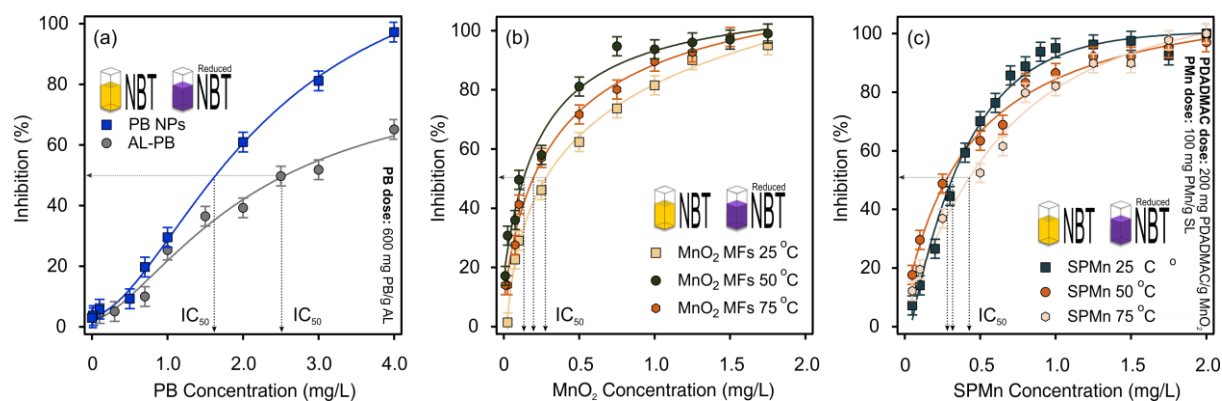 (a)
Inhibition (%)
100
80
60
40
20
0
NBT
Reduced
NBT
PB NPs
AL-PB
IC50
IC50
PB dose: 600 mg PB/g AL
0
1.0
2.0
3.0
4.0
PB Concentration (mg/L)
(b)
Inhibition (%)
100
80
60
40
20
0
NBT
Reduced
NBT
MnO2 MFs 25 °C
MnO2 MFs 50 °C
MnO2 MFs 75 °C
IC50
0
0.5
1.0
1.5
MnO2 Concentration (mg/L)
(c)
Inhibition (%)
100
80
60
40
20
0
NBT
Reduced
NBT
SPMn 25 C °
SPMn 50 °C
SPMn 75 °C
IC50
PDADMAC dose: 200 mg PDADMAC/g MnO2
PMn dose: 100 mg PMn/g SL
0
0.5
1.0
1.5
2.0
SPMn Concentration (mg/L)